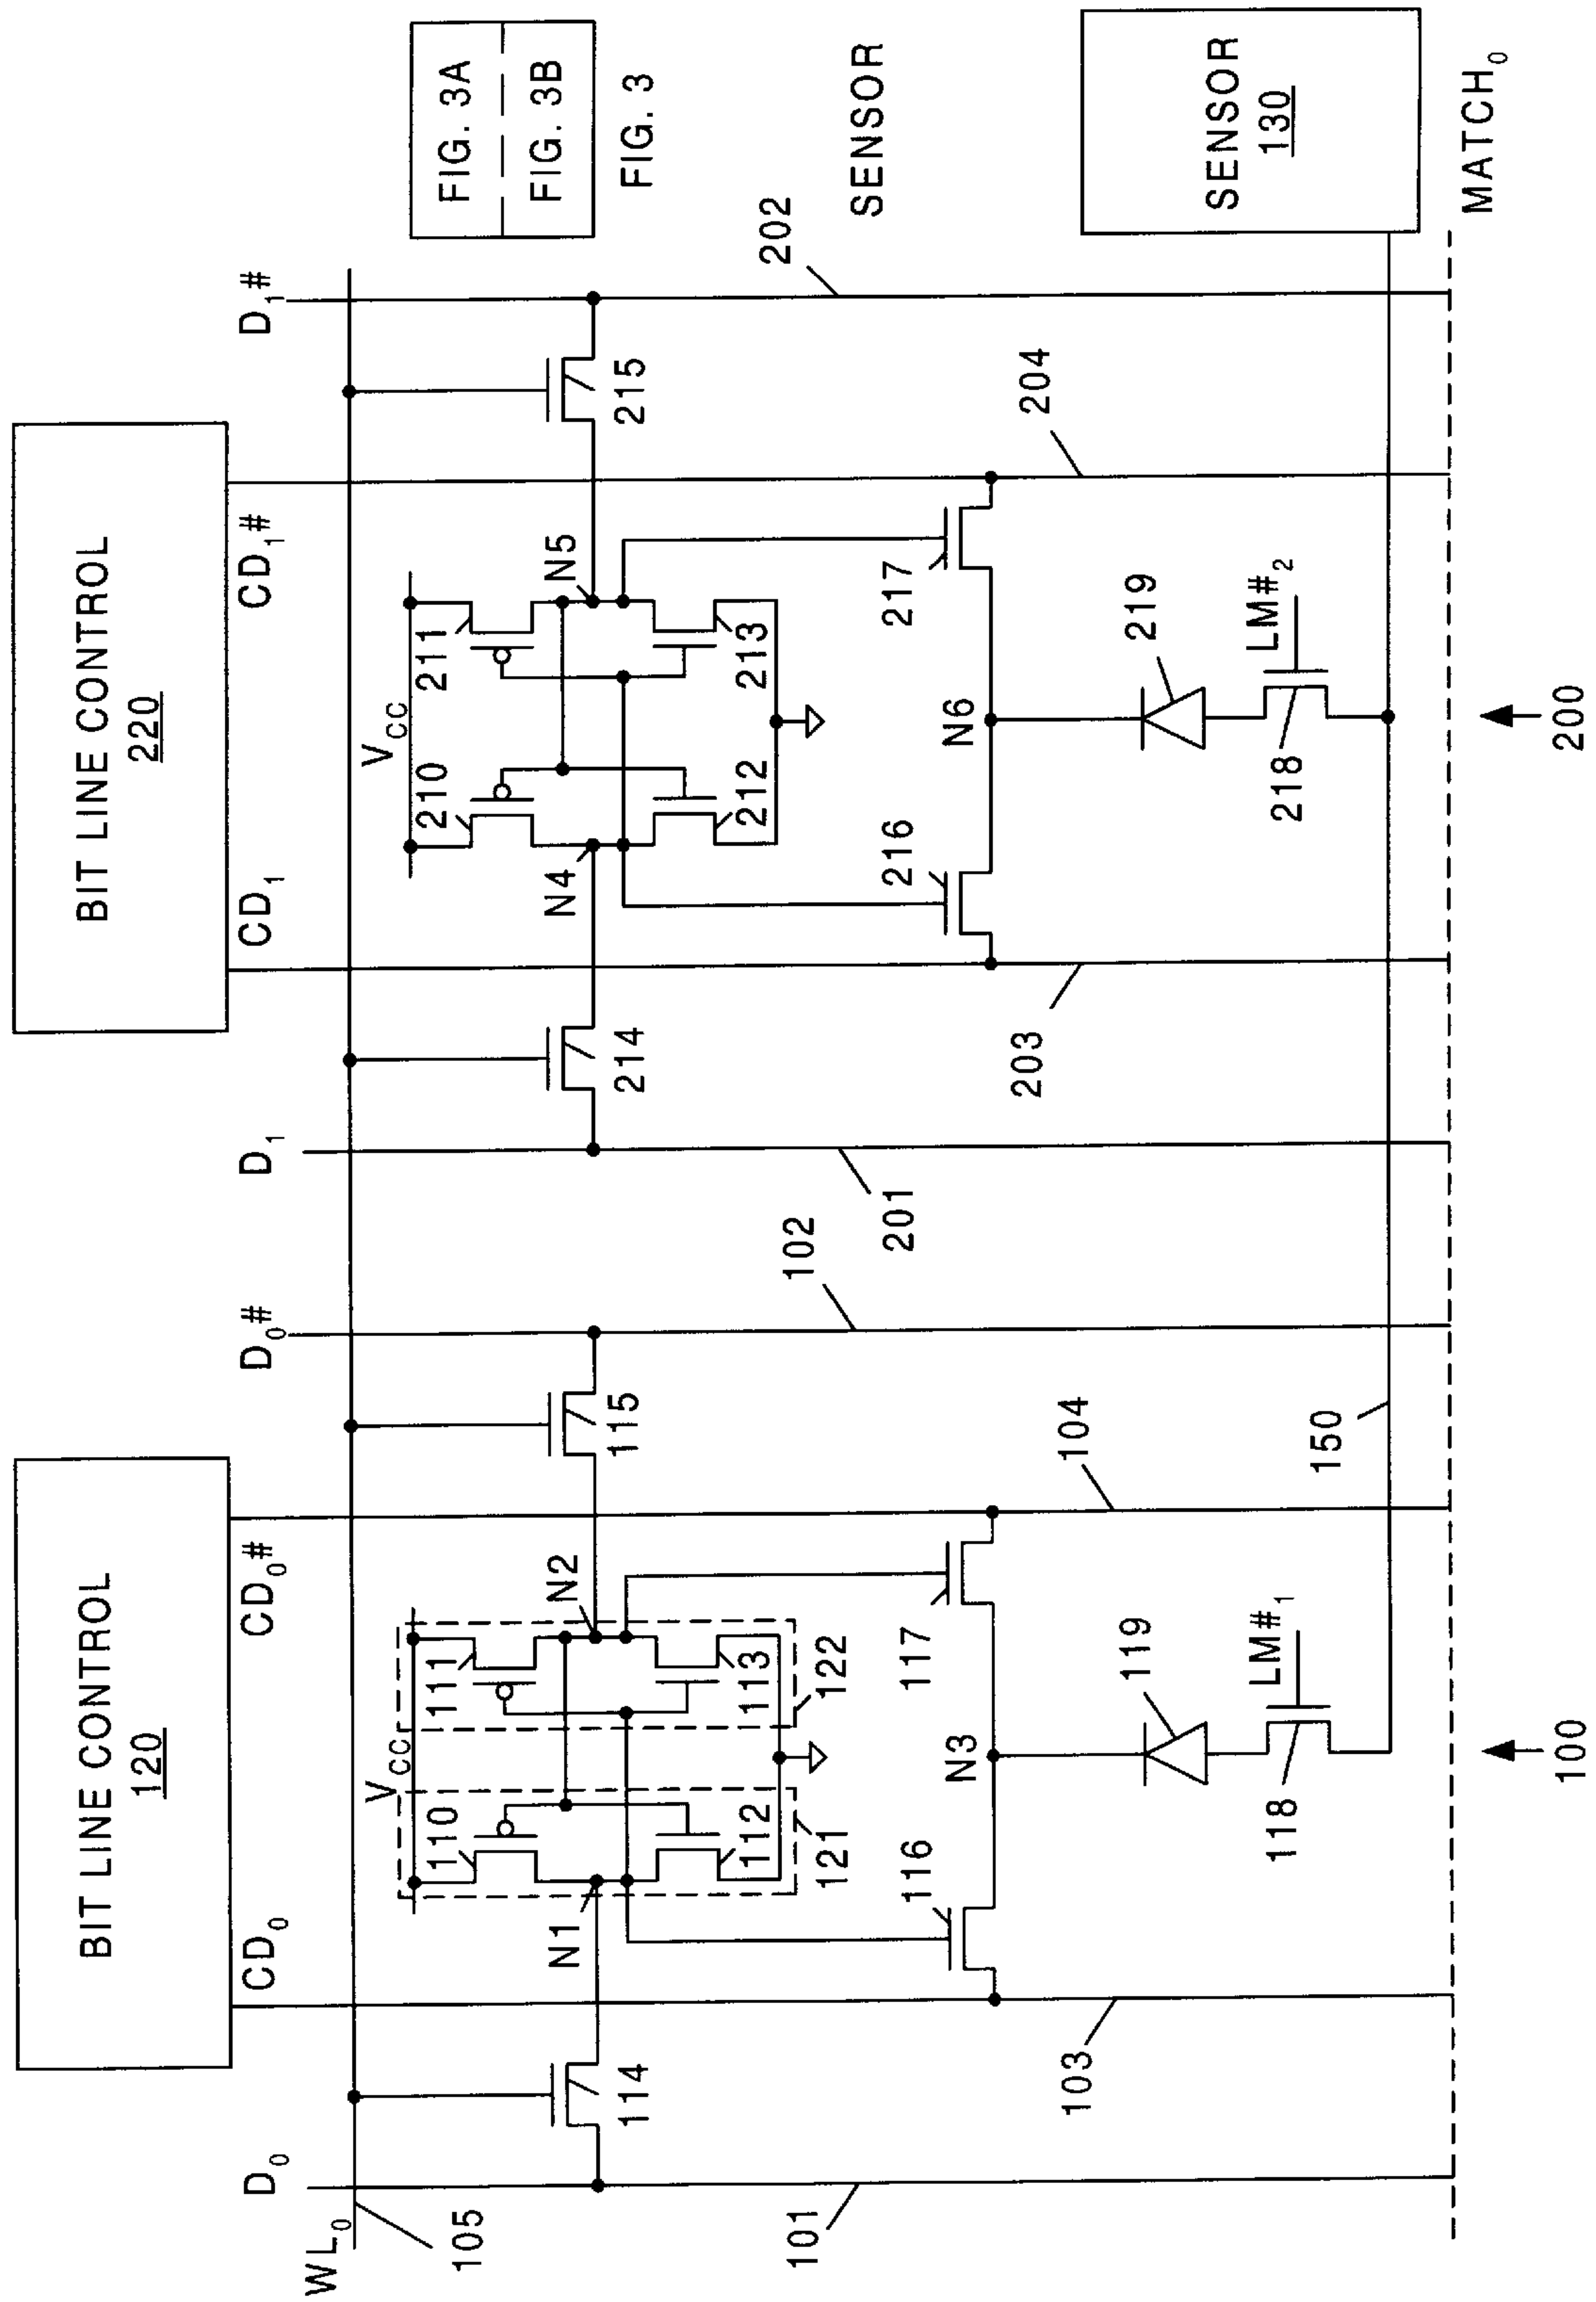 BIT LINE CONTROL
120
BIT LINE CONTROL
220
FIG. 3A
FIG. 3B
FIG. 3
D₀
CD₀
CD₀#
D₀#
D₁
CD₁
CD₁#
D₁#
WL₀
105
V_CC
110
111
V_CC
210
211
N1
N2
N4
N5
114
112
113
115
214
212
213
215
121
122
101
102
201
202
SENSOR
116
117
216
217
N3
N6
103
104
203
204
119
219
SENSOR
130
118
LM#₁
150
218
LM#₂
MATCH₀
100
200